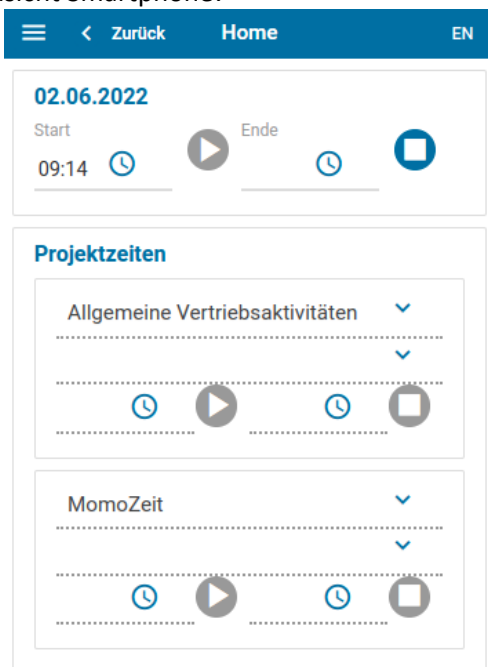 Zurück Home EN
02.06.2022
Start Ende
09:14
Projektzeiten
Allgemeine Vertriebsaktivitäten
MomoZeit